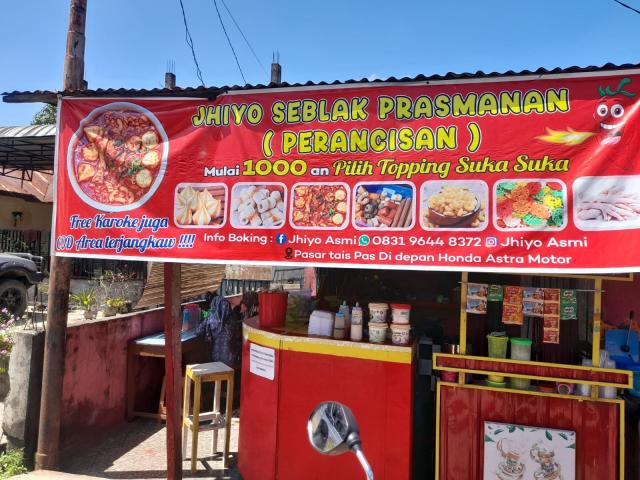 JHIYO SEBLAK PRASMANAN
( PERANCISAN )
Mulai 1000 an Pilih Topping Suka Suka
Free Karoke juga
COD Area terjangkaw !!!!
Info Boking : Jhiyo Asmi 0831 9644 8372 Jhiyo Asmi
Pasar tais Pas Di depan Honda Astra Motor